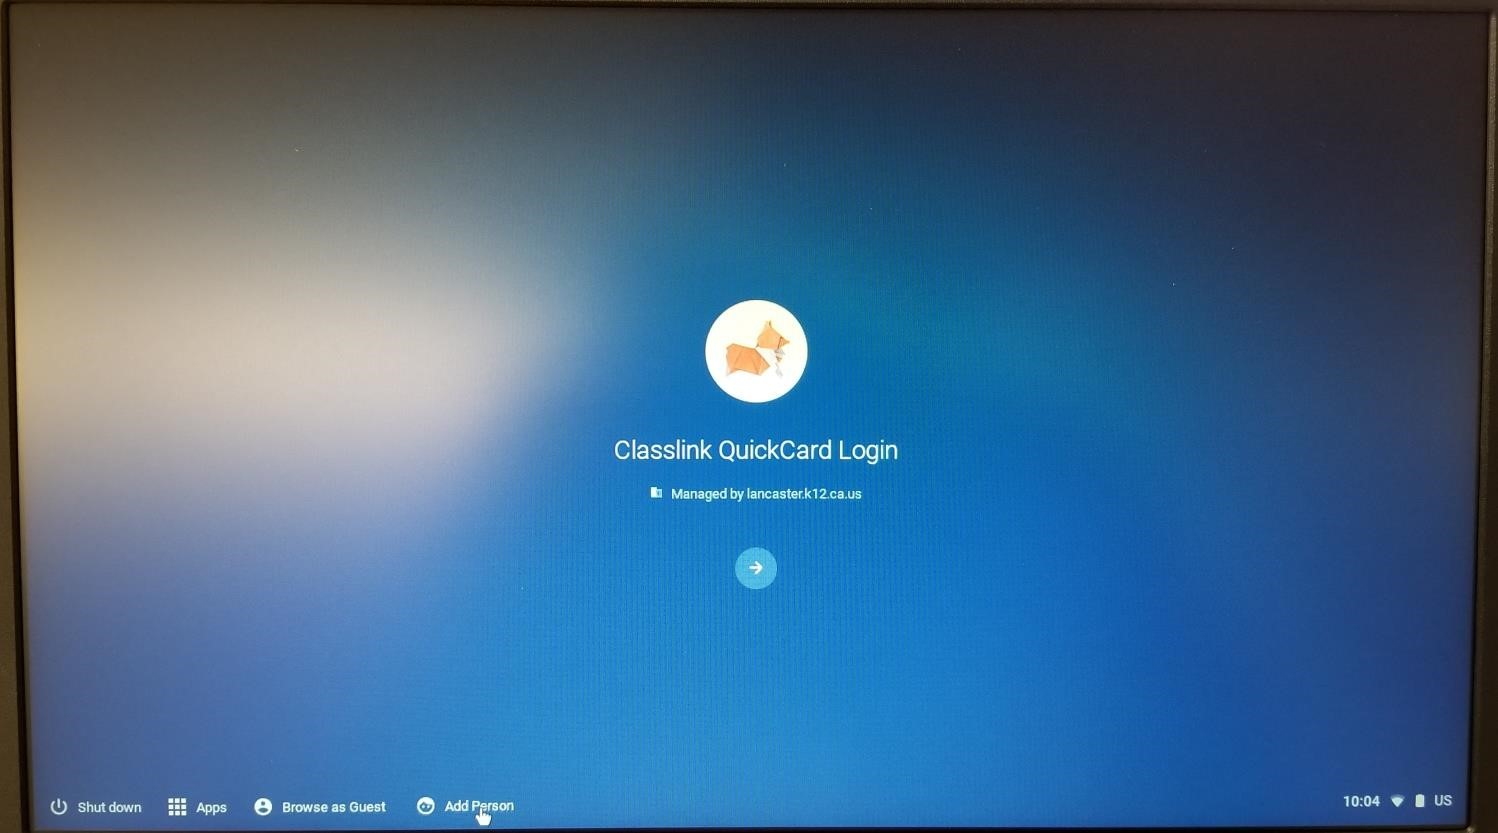 Classlink QuickCard Login
Managed by lancaster.k12.ca.us
Shut down Apps Browse as Guest Add Person 10:04 US